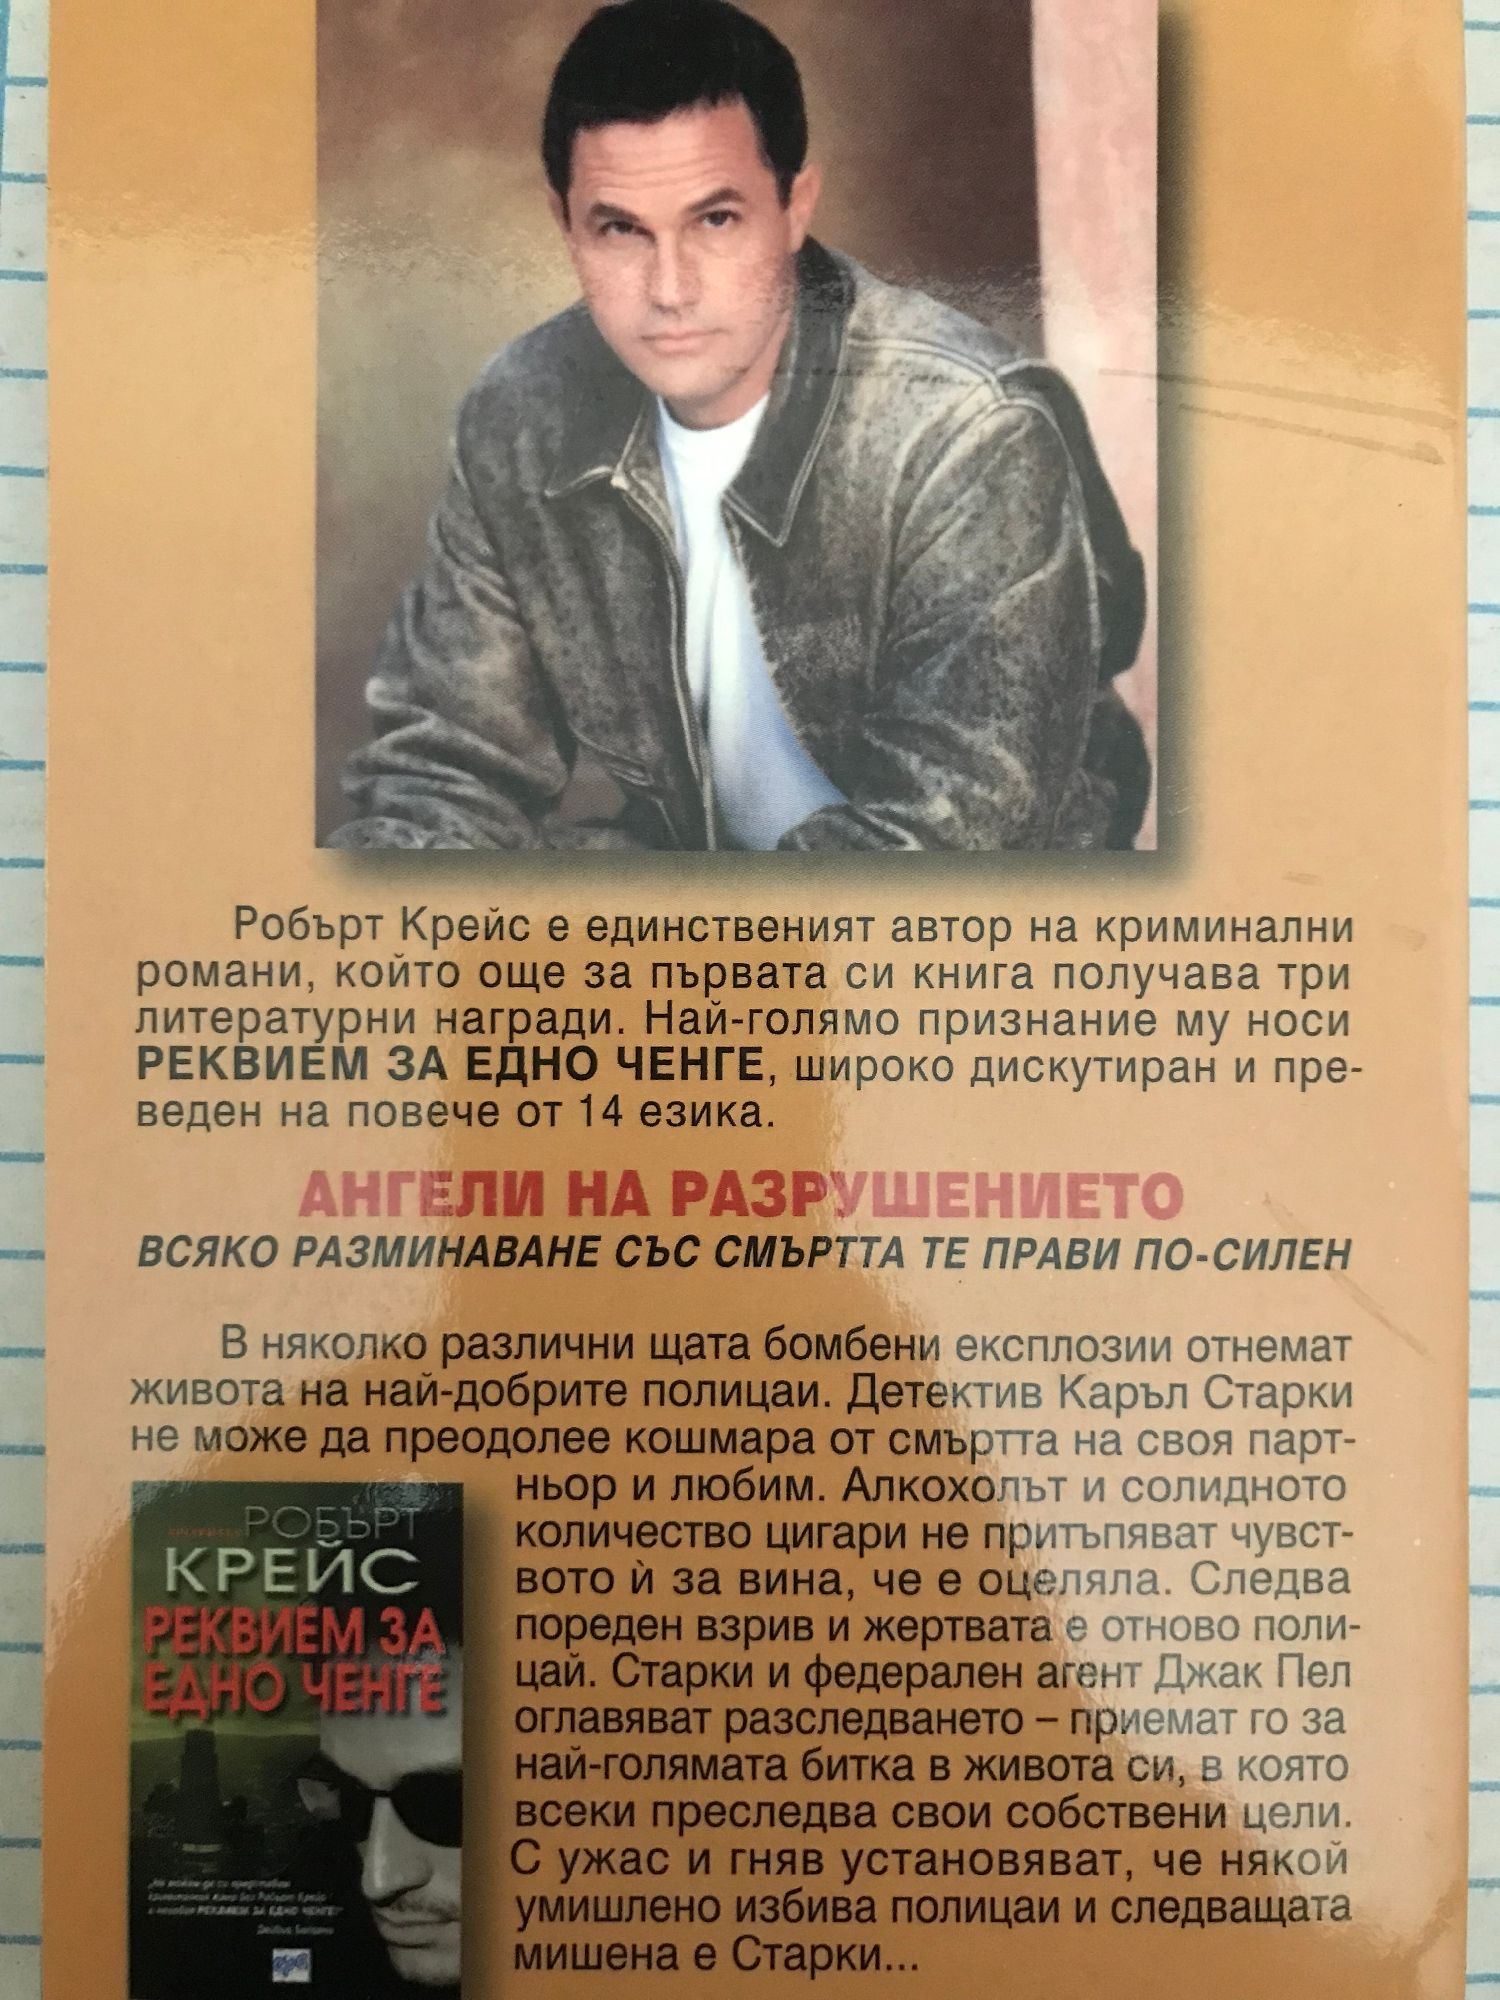 Робърт Крейс е единственият автор на криминални
романи, който още за първата си книга получава три
литературни награди. Най-голямо признание му носи
РЕКВИЕМ ЗА ЕДНО ЧЕНГЕ, широко дискутиран и пре-
веден на повече от 14 езика.
АНГЕЛИ НА РАЗРУШЕНИЕТО
ВСЯКО РАЗМИНАВАНЕ СЪС СМЪРТТА ТЕ ПРАВИ ПО-СИЛЕН
В няколко различни щата бомбени експлозии отнемат
живота на най-добрите полицаи. Детектив Каръл Старки
не може да преодолее кошмара от смъртта на своя парт-
ньор и любим. Алкохолът и солидното
количество цигари не притъпяват чувст-
вото ѝ за вина, че е оцеляла. Следва
пореден взрив и жертвата е отново поли-
цай. Старки и федерален агент Джак Пел
оглавяват разследването – приемат го за
най-голямата битка в живота си, в която
всеки преследва свои собствени цели.
С ужас и гняв установяват, че някой
умишлено избива полицаи и следващата
мишена е Старки...
РОБЪРТ
КРЕЙС
РЕКВИЕМ ЗА
ЕДНО ЧЕНГЕ
РЕКВИЕМ ЗА ЕДНО ЧЕНГЕ